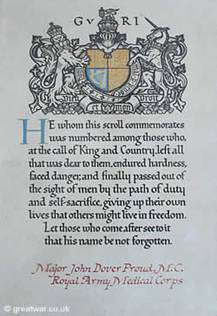 G V R I
Dieu et mon droit
HE whom this scroll commemorates
was numbered among those who,
at the call of King and Country, left all
that was dear to them, endured hardness,
faced danger, and finally passed out of
the sight of men by the path of duty
and self-sacrifice, giving up their own
lives that others might live in freedom.
Let those who come after see to it
that his name be not forgotten.
Major John Dover Proud, M.C.
Royal Army Medical Corps
© greatwar.co.uk